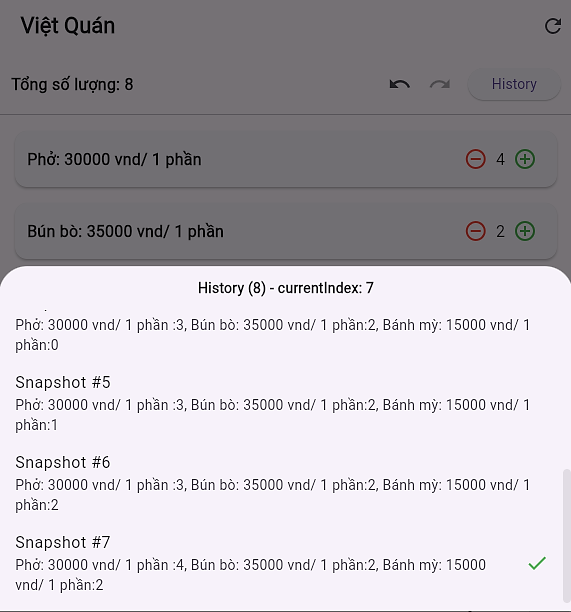 Việt Quán
Tổng số lượng: 8
History
Phở: 30000 vnd/ 1 phần
4
Bún bò: 35000 vnd/ 1 phần
2
History (8) - currentIndex: 7
Phở: 30000 vnd/ 1 phần :3, Bún bò: 35000 vnd/ 1 phần:2, Bánh mỳ: 15000 vnd/ 1
phần:0
Snapshot #5
Phở: 30000 vnd/ 1 phần :3, Bún bò: 35000 vnd/ 1 phần:2, Bánh mỳ: 15000 vnd/ 1
phần:1
Snapshot #6
Phở: 30000 vnd/ 1 phần :3, Bún bò: 35000 vnd/ 1 phần:2, Bánh mỳ: 15000 vnd/ 1
phần:2
Snapshot #7
Phở: 30000 vnd/ 1 phần :4, Bún bò: 35000 vnd/ 1 phần:2, Bánh mỳ: 15000
vnd/ 1 phần:2